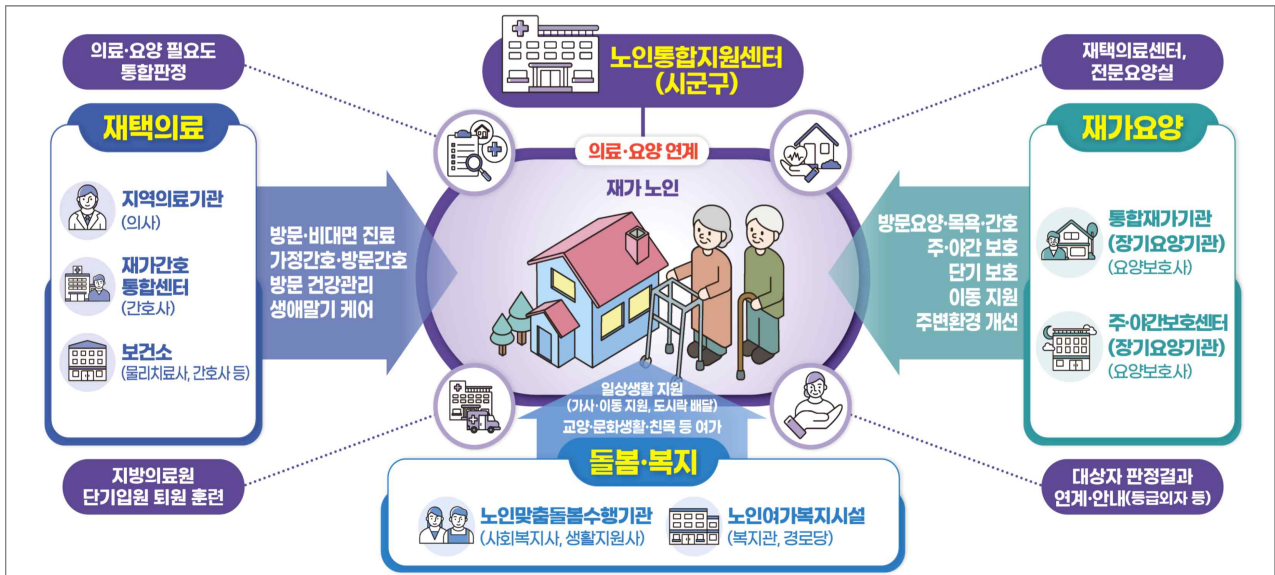 의료·요양 필요도
통합판정
노인통합지원센터
(시군구)
재택의료센터,
전문요양실
재택의료
지역의료기관
(의사)
재가간호
통합센터
(간호사)
보건소
(물리치료사, 간호사 등)
방문·비대면 진료
가정간호·방문간호
방문 건강관리
생애말기 케어
의료·요양 연계
재가 노인
방문요양·목욕·간호
주·야간 보호
단기 보호
이동 지원
주변환경 개선
재가요양
통합재가기관
(장기요양기관)
(요양보호사)
주·야간보호센터
(장기요양기관)
(요양보호사)
일상생활 지원
(가사·이동 지원, 도시락 배달)
교양·문화생활·친목 등 여가
돌봄·복지
노인맞춤돌봄수행기관
(사회복지사, 생활지원사)
노인여가복지시설
(복지관, 경로당)
지방의료원
단기입원 퇴원 훈련
대상자 판정결과
연계·안내(등급외자 등)